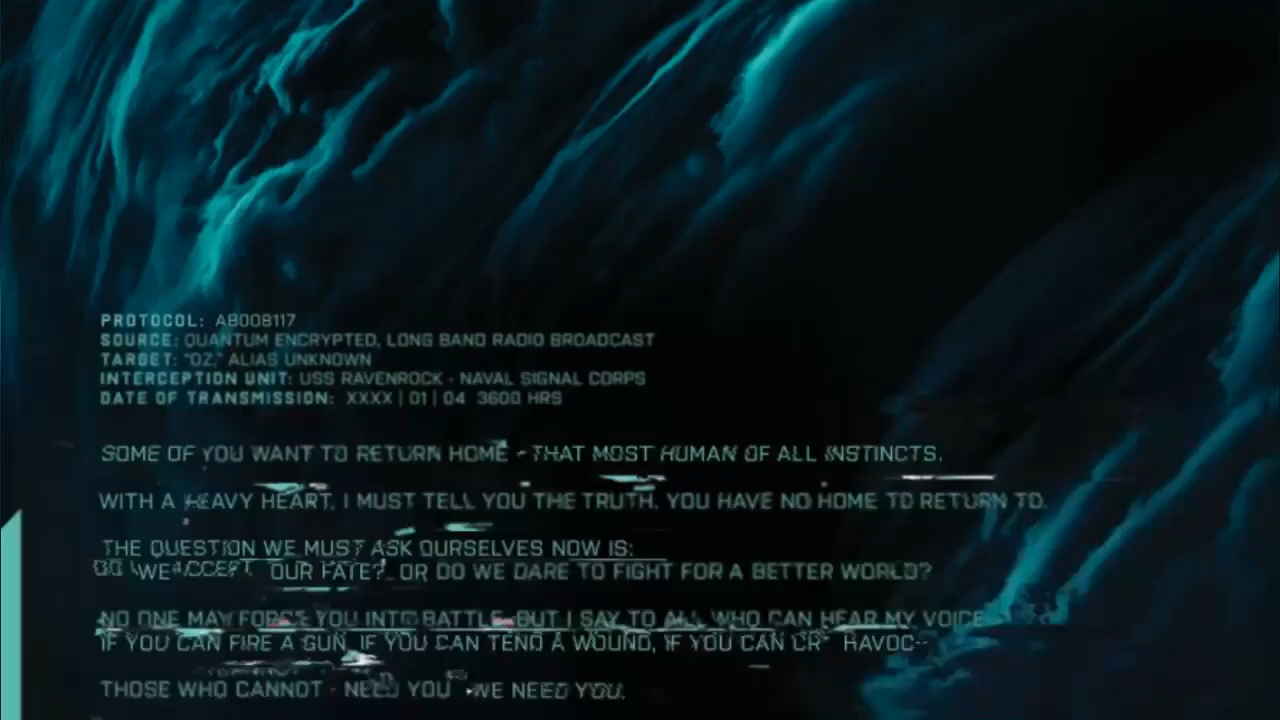 PROTOCOL: A8008117
SOURCE: QUANTUM ENCRYPTED, LONG BAND RADIO BROADCAST
TARGET: "OZ," ALIAS UNKNOWN
INTERCEPTION UNIT: USS RAVENROCK - NAVAL SIGNAL CORPS
DATE OF TRANSMISSION: XXXX | 01 | 04 3600 HRS
SOME OF YOU WANT TO RETURN HOME - THAT MOST HUMAN OF ALL INSTINCTS.
WITH A HEAVY HEART, I MUST TELL YOU THE TRUTH. YOU HAVE NO HOME TO RETURN TO.
THE QUESTION WE MUST ASK OURSELVES NOW IS:
WE ACCEPT OUR FATE? OR DO WE DARE TO FIGHT FOR A BETTER WORLD?
NO ONE MAY FORCE YOU INTO BATTLE, BUT I SAY TO ALL WHO CAN HEAR MY VOICE
IF YOU CAN FIRE A GUN, IF YOU CAN TEND A WOUND, IF YOU CAN HAVOC--
THOSE WHO CANNOT - NEED YOU - WE NEED YOU.